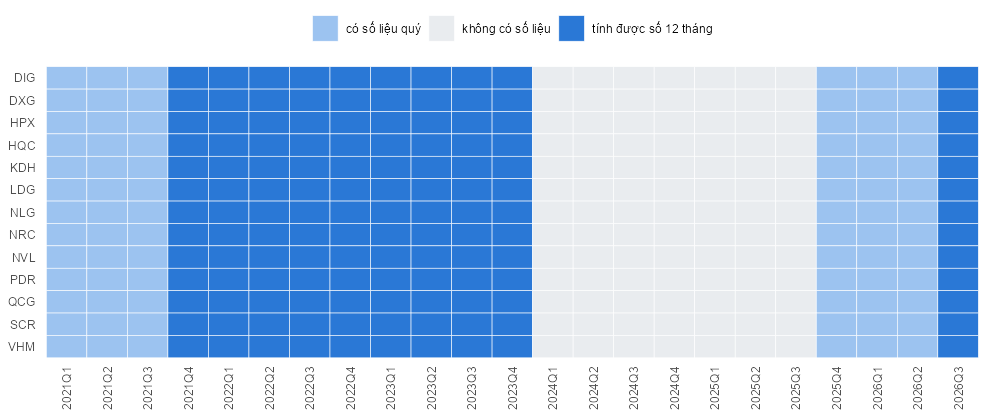 có số liệu quý không có số liệu tính được số 12 tháng
DIG
DXG
HPX
HQC
KDH
LDG
NLG
NRC
NVL
PDR
QCG
SCR
VHM
2021Q1 2021Q2 2021Q3 2021Q4 2022Q1 2022Q2 2022Q3 2022Q4 2023Q1 2023Q2 2023Q3 2023Q4 2024Q1 2024Q2 2024Q3 2024Q4 2025Q1 2025Q2 2025Q3 2025Q4 2026Q1 2026Q2 2026Q3